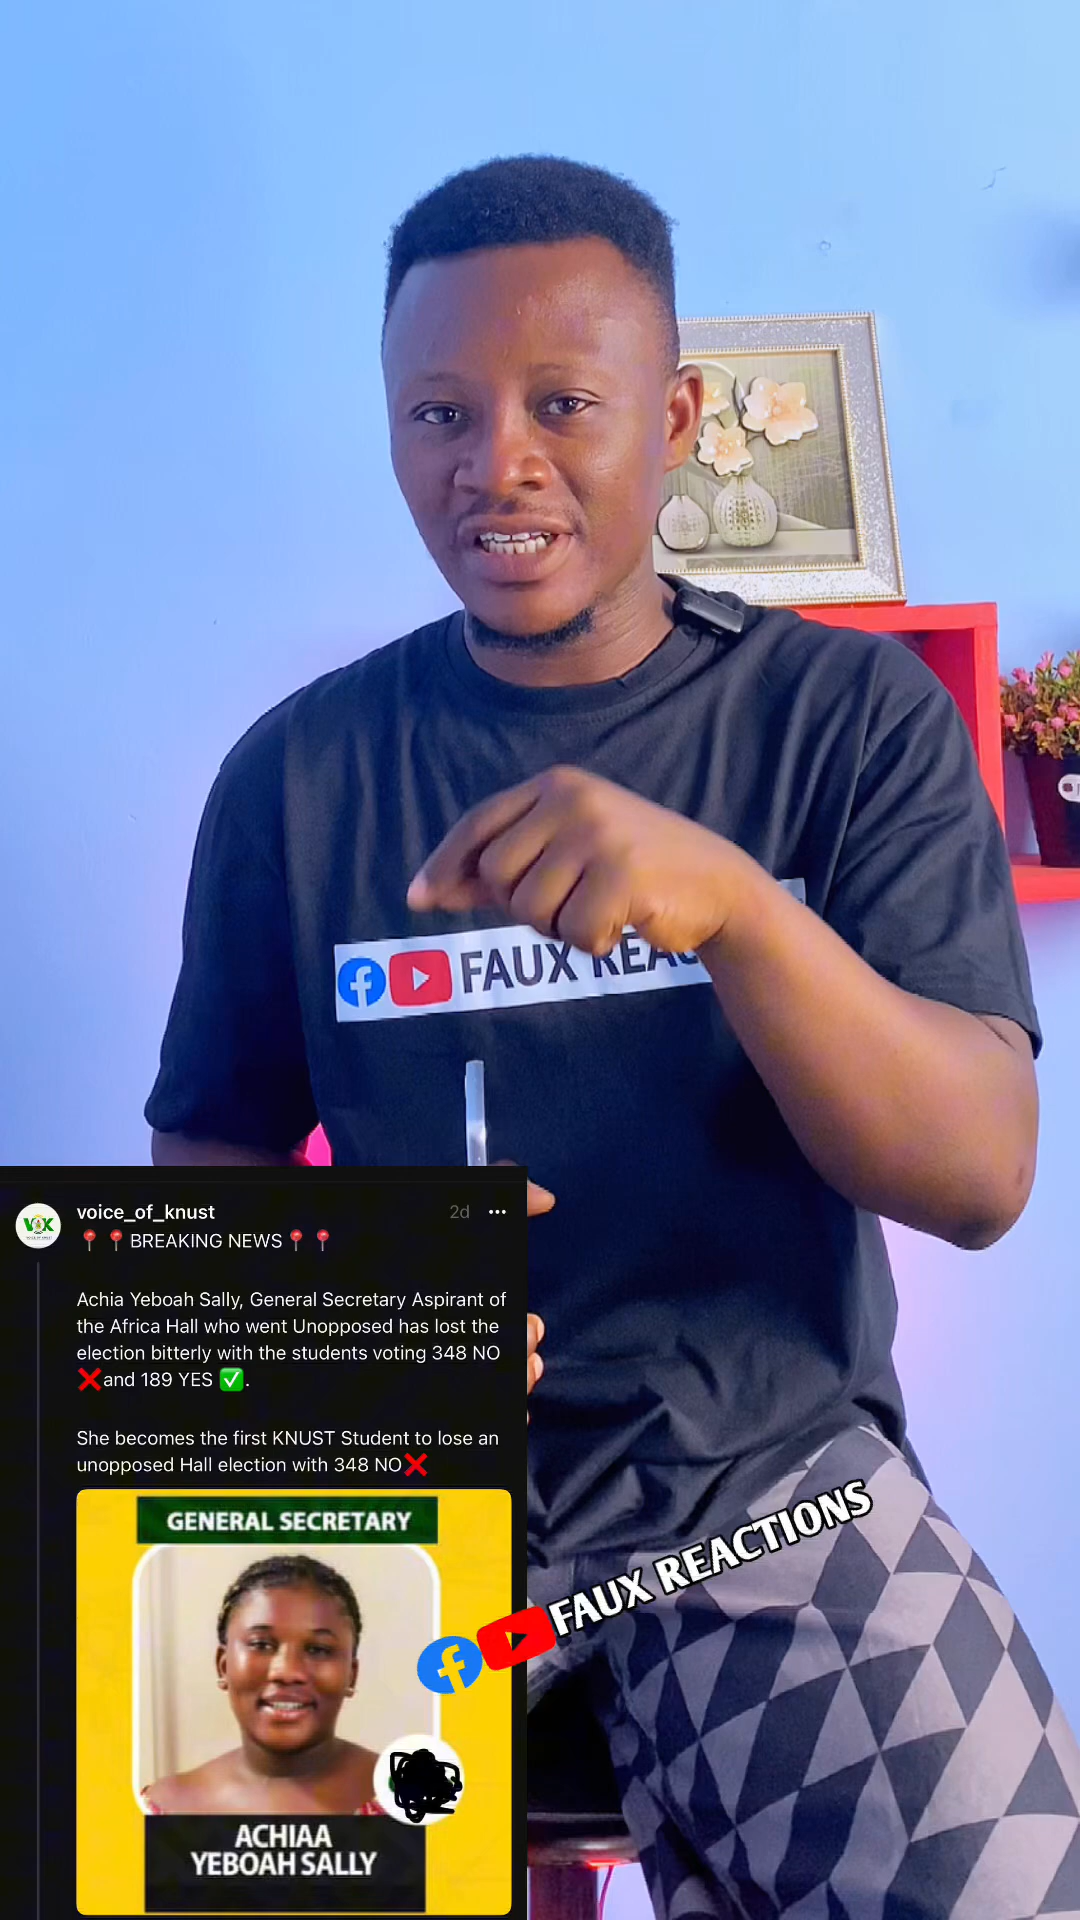 FAUX REAC
voice_of_knust
2d
📍📍BREAKING NEWS📍📍
Achia Yeboah Sally, General Secretary Aspirant of
the Africa Hall who went Unopposed has lost the
election bitterly with the students voting 348 NO
❌and 189 YES ✅.
She becomes the first KNUST Student to lose an
unopposed Hall election with 348 NO❌
GENERAL SECRETARY
FAUX REACTIONS
ACHIAA
YEBOAH SALLY